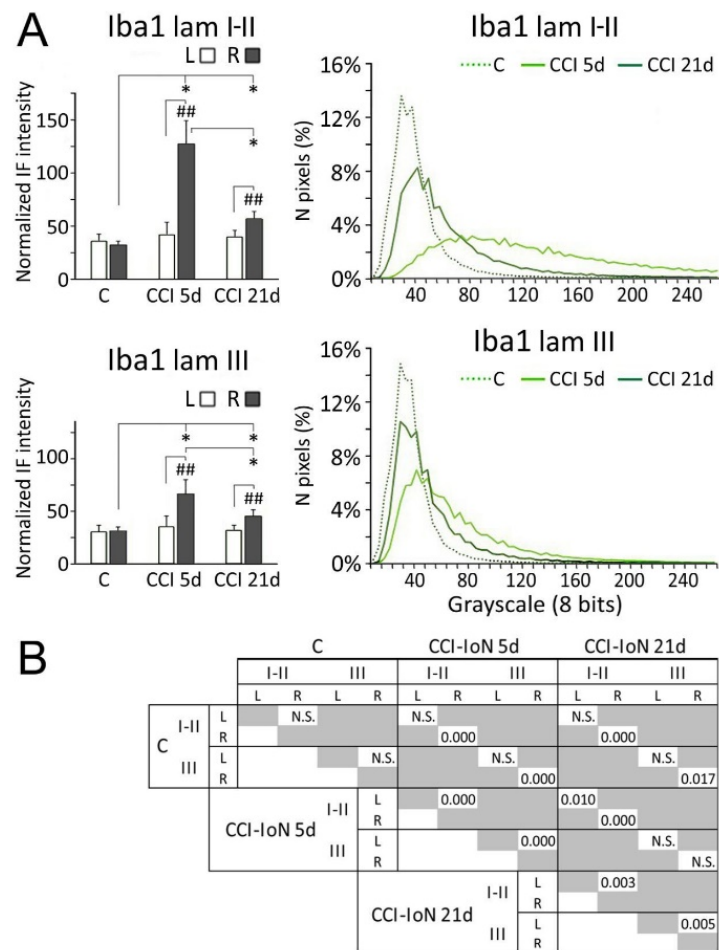 A
Iba1 lam I-II
L R
Normalized IF intensity
150
100
50
0
* *
##
*
##
C CCI 5d CCI 21d
C CCI 5d CCI 21d
N pixels (%)
16%
12%
8%
4%
0%
40 80 120 160 200 240
Iba1 lam III
L R
Normalized IF intensity
100
50
0
* *
*
##
##
C CCI 5d CCI 21d
Iba1 lam III
C CCI 5d CCI 21d
N pixels (%)
16%
12%
8%
4%
0%
40 80 120 160 200 240
Grayscale (8 bits)
B
C CCI-IoN 5d CCI-IoN 21d
I-II III I-II III I-II III
L R L R L R L R L R L R
C I-II L N.S. N.S. N.S.
R 0.000 0.000
III L N.S. N.S. N.S.
R 0.000 0.017
CCI-IoN 5d I-II L 0.000 0.010
R 0.000
III L 0.000 N.S.
R N.S.
CCI-IoN 21d I-II L 0.003
R
III L 0.005
R